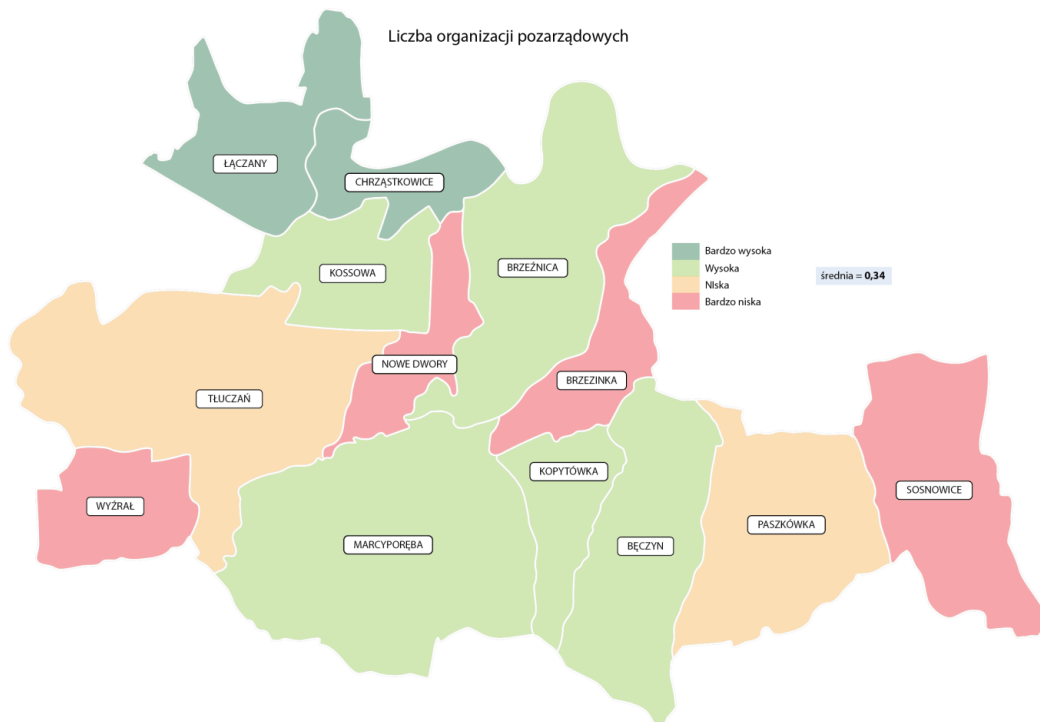 Liczba organizacji pozarządowych
ŁĄCZANY
CHRZĄSTKOWICE
KOSSOWA
BRZEŹNICA
Bardzo wysoka
Wysoka
NIska
Bardzo niska
średnia = 0,34
NOWE DWORY
BRZEZINKA
TŁUCZAŃ
KOPYTÓWKA
SOSNOWICE
WYŹRAŁ
PASZKÓWKA
MARCYPORĘBA
BĘCZYN